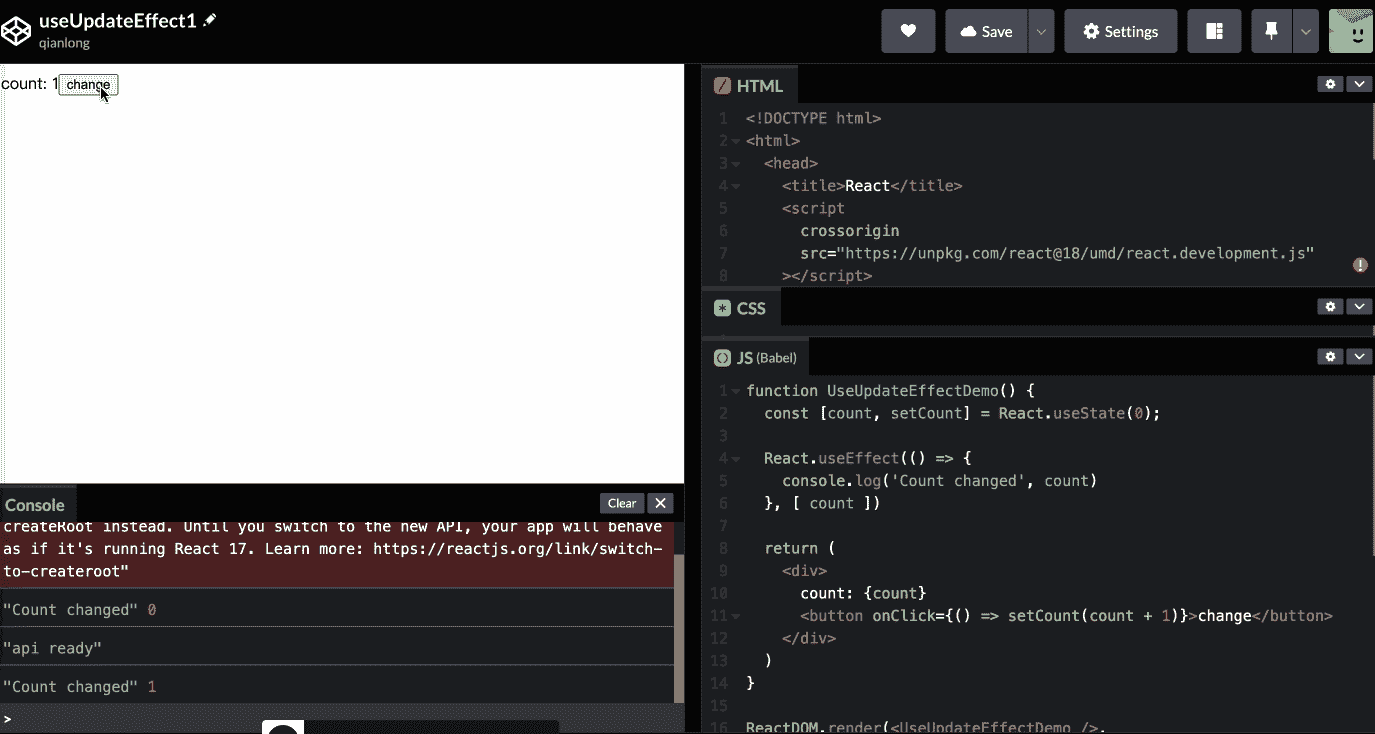 useUpdateEffect1
qianlong
Save
Settings
count: 1 change
Console
Clear
createRoot instead. Until you switch to the new API, your app will behave
as if it's running React 17. Learn more: https://reactjs.org/link/switch-
to-createroot"
"Count changed" 0
"api ready"
"Count changed" 1
>
HTML
1 <!DOCTYPE html>
2 <html>
3 <head>
4 <title>React</title>
5 <script
6 crossorigin
7 src="https://unpkg.com/react@18/umd/react.development.js"
8 ></script>
CSS
JS (Babel)
1 function UseUpdateEffectDemo() {
2 const [count, setCount] = React.useState(0);
3
4 React.useEffect(() => {
5 console.log('Count changed', count)
6 }, [ count ])
7
8 return (
9 <div>
10 count: {count}
11 <button onClick={() => setCount(count + 1)}>change</button>
12 </div>
13 )
14 }
15
16 ReactDOM.render(<UseUpdateEffectDemo />,